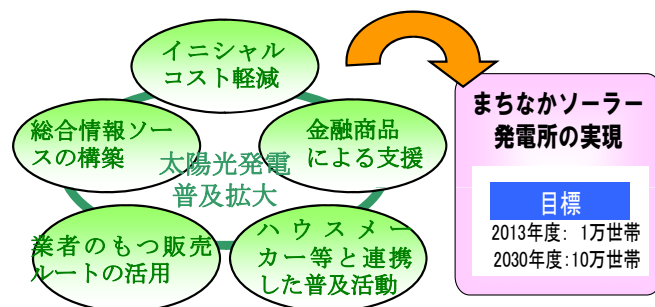 イニシャル
コスト軽減
総合情報ソー
スの構築
金融商品
による支援
太陽光発電
普及拡大
業者のもつ販売
ルートの活用
ハウスメー
カー等と連携
した普及活動
まちなかソーラー
発電所の実現
目標
2013年度: 1万世帯
2030年度:10万世帯